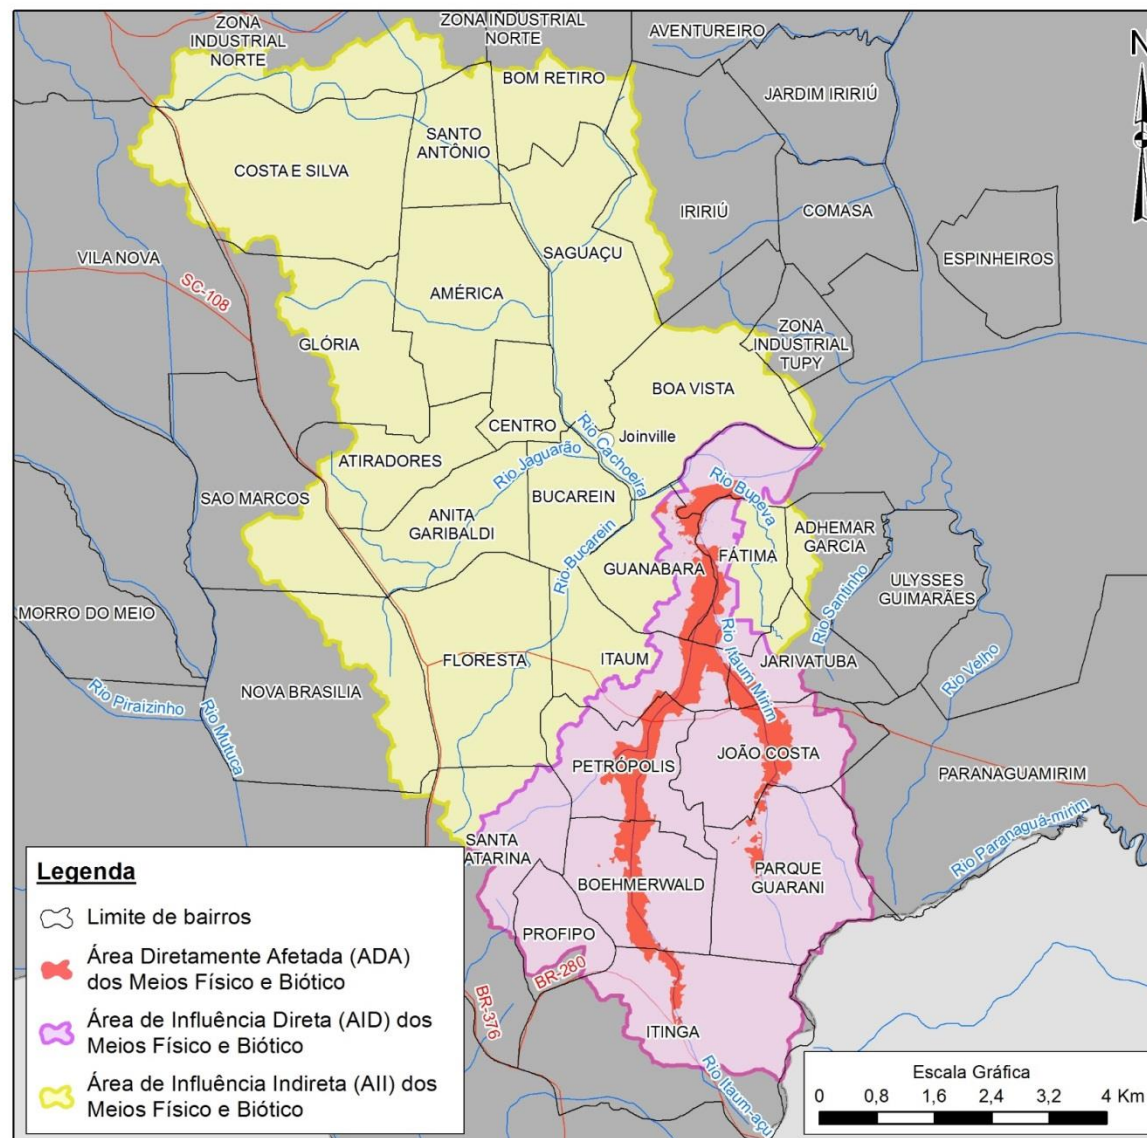 ZONA
INDUSTRIAL
NORTE
ZONA INDUSTRIAL
NORTE
AVENTUREIRO
N
BOM RETIRO
JARDIM IRIRIÚ
SANTO
ANTÔNIO
COSTA E SILVA
IRIRIÚ
COMASA
VILA NOVA
SAGUAÇU
ESPINHEIROS
SC-108
AMÉRICA
GLÓRIA
ZONA
INDUSTRIAL
TUPY
BOA VISTA
CENTRO
Rio Cachoeira
Joinville
ATIRADORES
Rio Jaguarão
SAO MARCOS
BUCAREIN
Rio Bupeva
ANITA
GARIBALDI
ADHEMAR
GARCIA
Rio Bucarein
GUANABARA
FÁTIMA
ULYSSES
GUIMARÃES
MORRO DO MEIO
Rio Santinho
FLORESTA
ITAUM
Rio Itaum Mirim
JARIVATUBA
Rio Velho
NOVA BRASILIA
Rio Piraizinho
Rio Mutuca
JOÃO COSTA
PETRÓPOLIS
PARANAGUAMIRIM
Rio Paranaguá-mirim
SANTA
ATARINA
PARQUE
GUARANI
BOEHMERWALD
PROFIPO
BR-280
BR-376
ITINGA
Rio Itaum-açu
Legenda
Limite de bairros
Área Diretamente Afetada (ADA)
dos Meios Físico e Biótico
Área de Influência Direta (AID) dos
Meios Físico e Biótico
Área de Influência Indireta (AII) dos
Meios Físico e Biótico
Escala Gráfica
0 0,8 1,6 2,4 3,2 4 Km